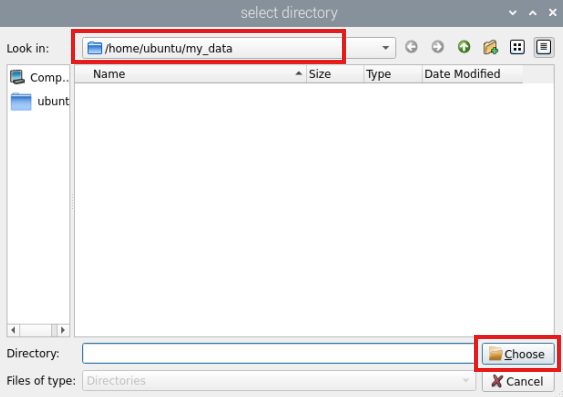 select directory
Look in: /home/ubuntu/my_data
Comp.. Name Size Type Date Modified
ubunt
Directory: Choose
Files of type: Directories Cancel